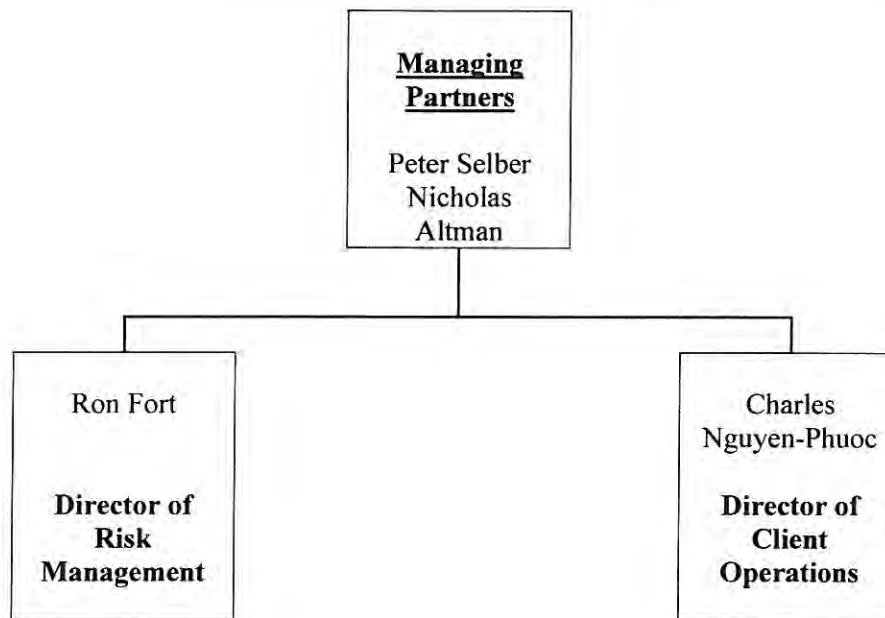 Managing
Partners
Peter Selber
Nicholas
Altman
Ron Fort
Director of
Risk
Management
Charles
Nguyen-Phuoc
Director of
Client
Operations